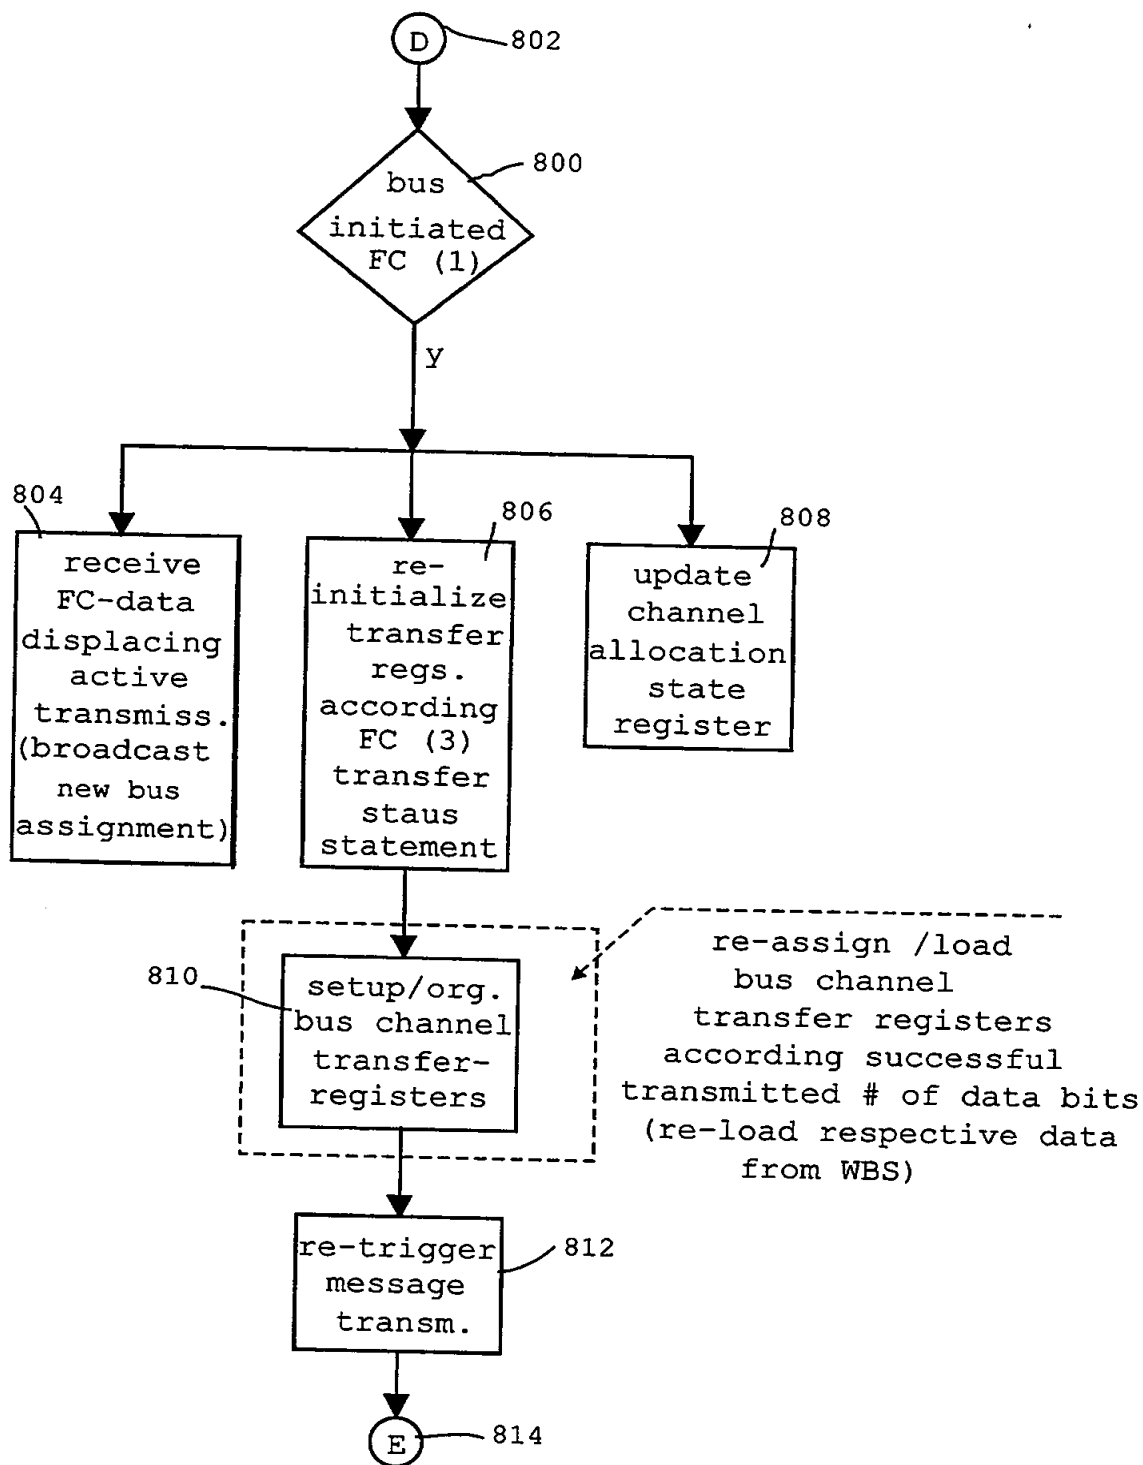 D
802
800
bus
initiated
FC (1)
y
804
receive
FC-data
displacing
active
transmiss.
(broadcast
new bus
assignment)
806
re-
initialize
transfer
regs.
according
FC (3)
transfer
staus
statement
808
update
channel
allocation
state
register
810
setup/org.
bus channel
transfer-
registers
re-assign /load
bus channel
transfer registers
according successful
transmitted # of data bits
(re-load respective data
from WBS)
re-trigger
message
transm.
812
E
814